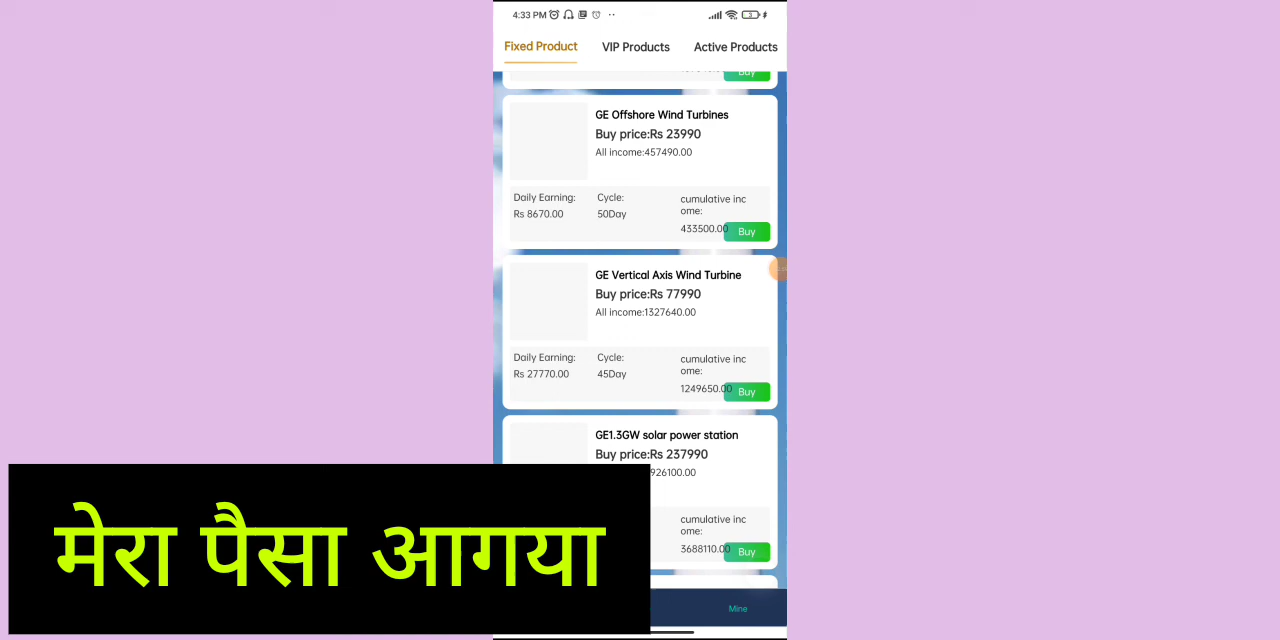 4:33 PM
Fixed Product VIP Products Active Products
Buy
GE Offshore Wind Turbines
Buy price:Rs 23990
All income:457490.00
Daily Earning: Cycle: cumulative inc
ome:
Rs 8670.00 50Day
433500.00 Buy
GE Vertical Axis Wind Turbine
Buy price:Rs 77990
All income:1327640.00
Daily Earning: Cycle: cumulative inc
ome:
Rs 27770.00 45Day
1249650.00 Buy
GE1.3GW solar power station
Buy price:Rs 237990
926100.00
cumulative inc
ome:
3688110.00 Buy
मेरा पैसा आगया
Mine